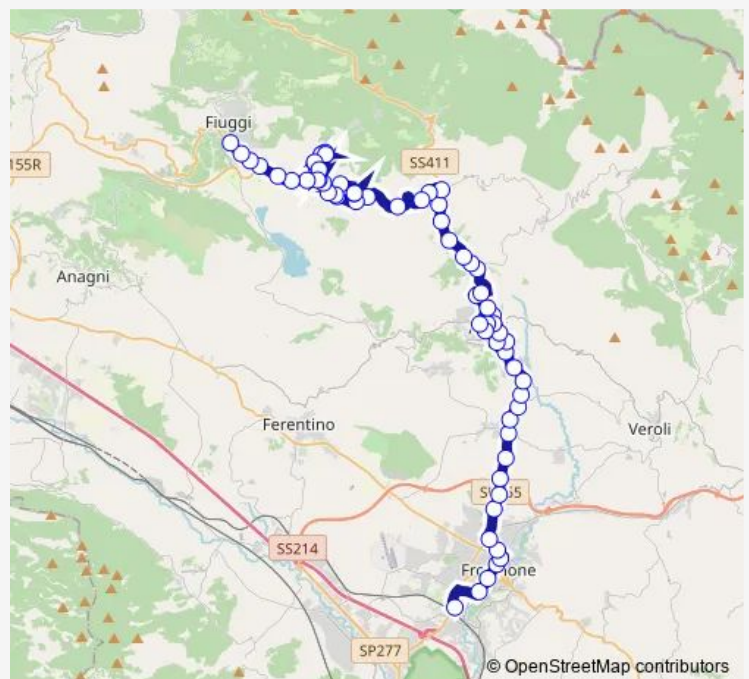 Fiuggi
SS411
155R
Anagni
Ferentino
Veroli
SS214
SP277
© OpenStreetMap contributors